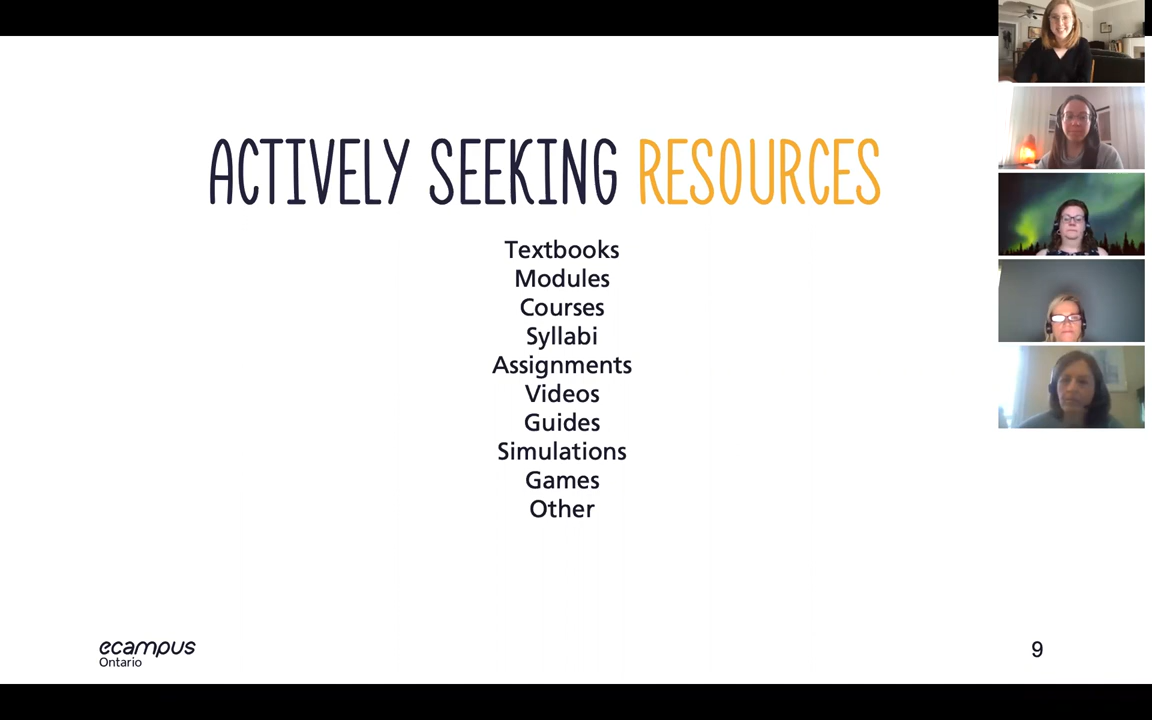 ACTIVELY SEEKING RESOURCES
Textbooks
Modules
Courses
Syllabi
Assignments
Videos
Guides
Simulations
Games
Other
ecampus
Ontario
9